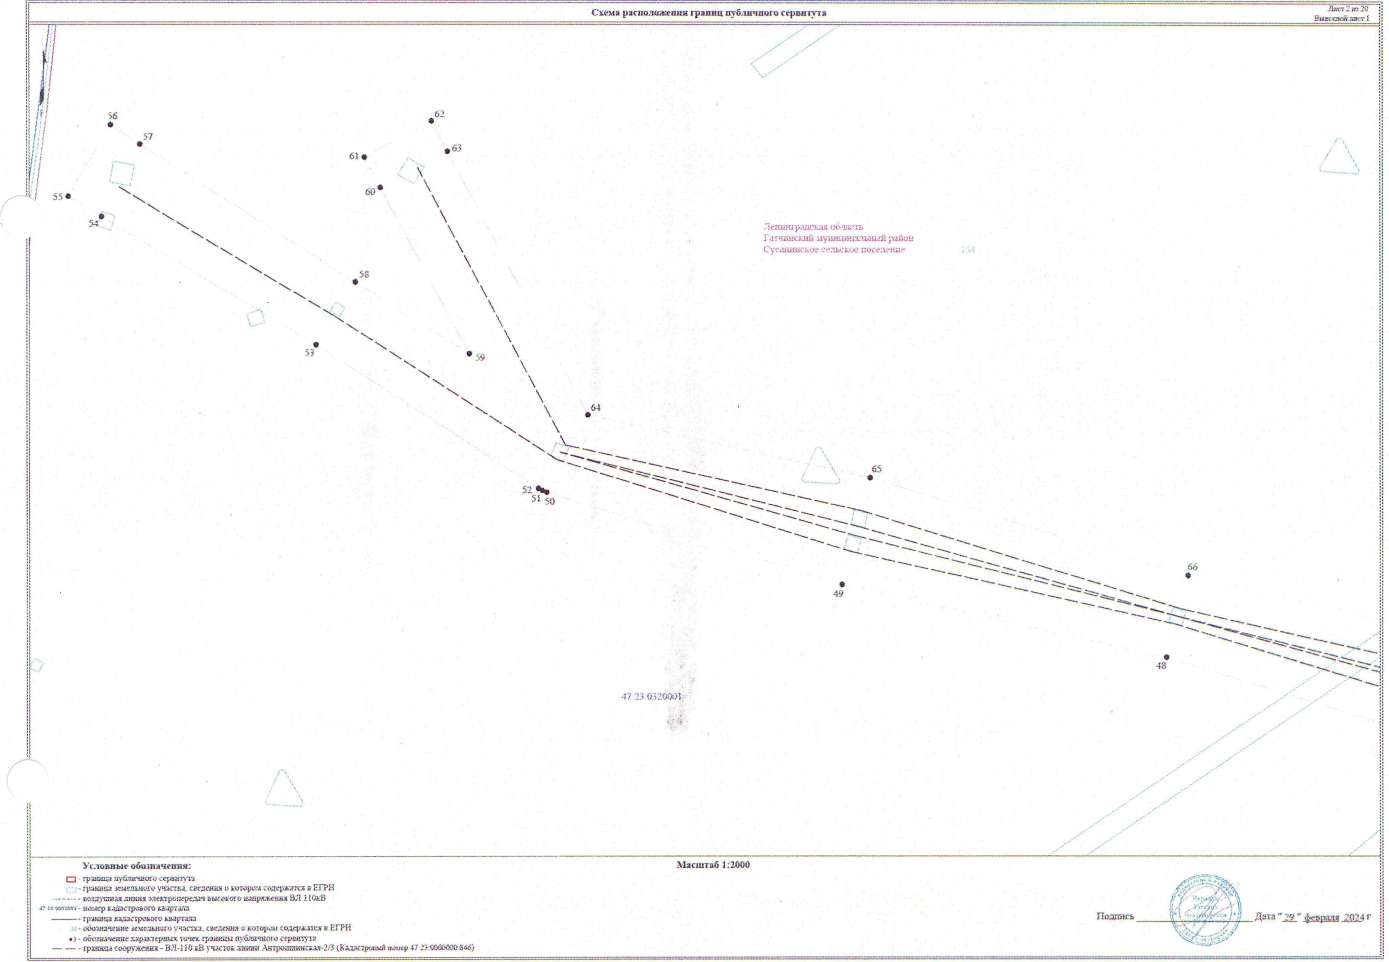 Схема расположения границ публичного сервитута
Лист 2 из 20
Выносной лист 1
56
57
62
63
61
60
55
54
58
53
59
64
65
52
51
50
49
66
48
Ленинградская область
Гатчинский муниципальный район
Сусанинское сельское поселение
234
47 23 0320001
Масштаб 1:2000
Условные обозначения:
- граница публичного сервитута
- граница земельного участка, сведения о котором содержатся в ЕГРН
- воздушная линия электропередач высокого напряжения ВЛ 110кВ
- номер кадастрового квартала
- граница кадастрового квартала
- обозначение земельного участка, сведения о котором содержатся в ЕГРН
- обозначение характерных точек границы публичного сервитута
- граница сооружения - ВЛ-110 кВ участок линии Антропшинская-2/3 (Кадастровый номер 47 23:0000000:846)
Подпись
Дата " 29 " февраля 2024 г